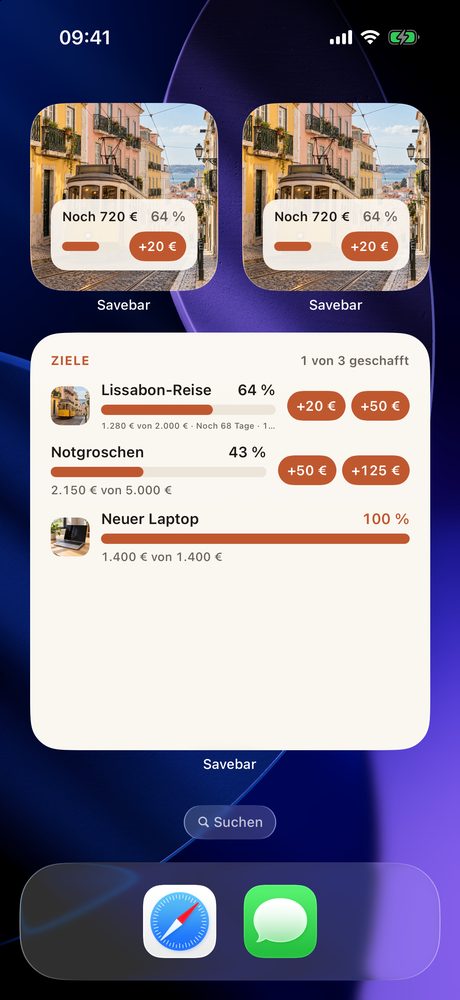 09:41
Noch 720 € 64 %
+20 €
Savebar
Noch 720 € 64 %
+20 €
Savebar
ZIELE 1 von 3 geschafft
Lissabon-Reise 64 %
+20 € +50 €
1.280 € von 2.000 € · Noch 68 Tage · 1…
Notgroschen 43 %
+50 € +125 €
2.150 € von 5.000 €
Neuer Laptop 100 %
1.400 € von 1.400 €
Savebar
Suchen